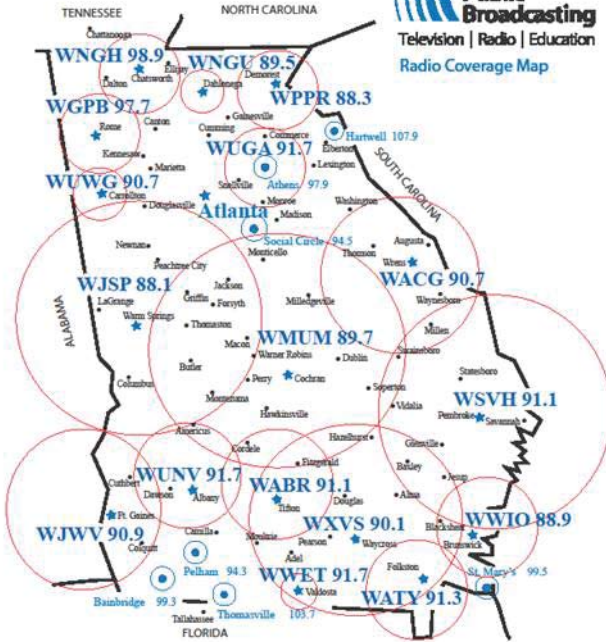 TENNESSEE
NORTH CAROLINA
Broadcasting
Television | Radio | Education
Radio Coverage Map
Chattanooga
WNGH 98.9
Ellijay
Chatsworth
Dalton
WNGU 89.5
Dahlonega
Demorest
WPPR 88.3
WGPB 97.7
Rome
Canton
Gainesville
Cumming
Commerce
Hartwell 107.9
Elberton
Kennesaw
Marietta
WUGA 91.7
Lexington
SOUTH CAROLINA
Snellville
Athens 97.9
WUWG 90.7
Carrollton
Douglasville
Atlanta
Monroe
Madison
Washington
Social Circle 94.5
Newnan
Peachtree City
Monticello
Thomson
Augusta
Wrens
WACG 90.7
Waynesboro
WJSP 88.1
LaGrange
Warm Springs
Griffin
Jackson
Forsyth
Milledgeville
Thomaston
ALABAMA
Millen
WMUM 89.7
Macon
Warner Robins
Dublin
Swainsboro
Butler
Perry
Cochran
Soperton
Statesboro
Columbus
Montezuma
Hawkinsville
Vidalia
WSVH 91.1
Pembroke
Savannah
Americus
Cordele
Hazelhurst
Glenville
Cuthbert
Dawson
WUNV 91.7
Albany
Fitzgerald
WABR 91.1
Tifton
Douglas
Baxley
Alma
Jesup
Ft. Gaines
WJWV 90.9
Colquitt
Camilla
Moultrie
Pearson
WXVS 90.1
Waycross
Blackshear
WWIO 88.9
Brunswick
Adel
Pelham 94.3
WWET 91.7
Valdosta
Folkston
WATY 91.3
St. Mary's 99.5
Bainbridge 99.3
Thomasville 103.7
Tallahassee
FLORIDA